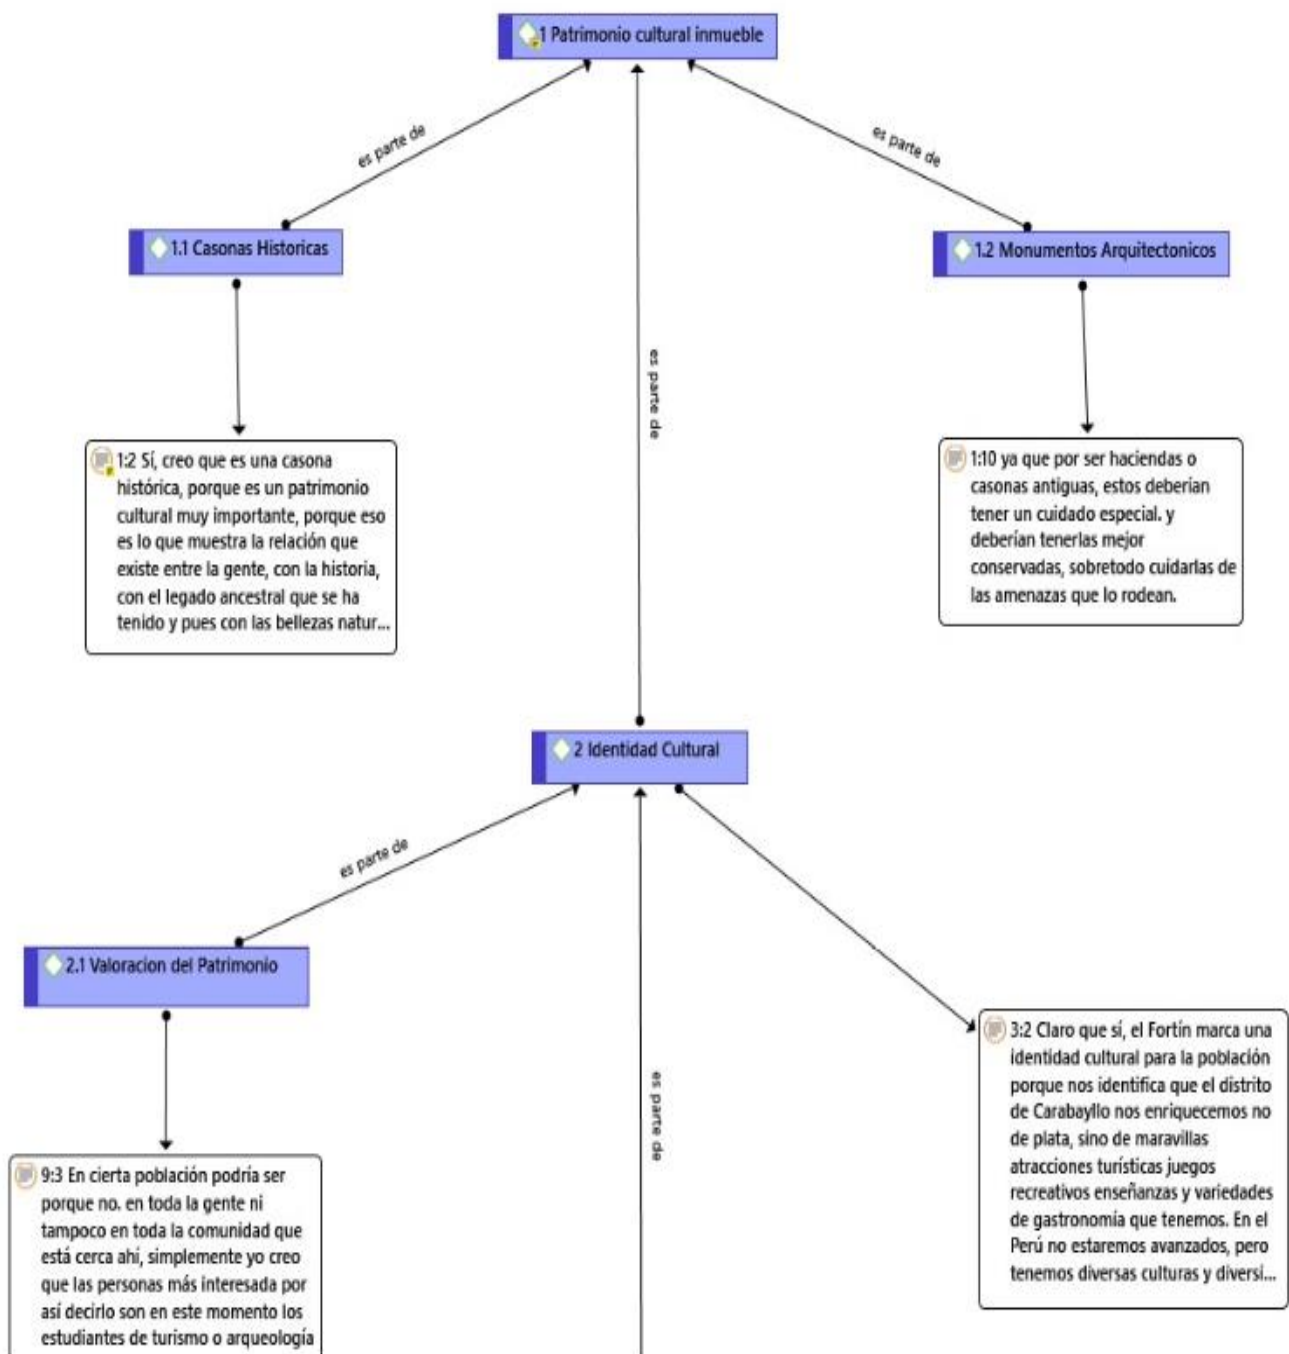 1 Patrimonio cultural inmueble
es parte de
es parte de
1.1 Casonas Historicas
1.2 Monumentos Arquitectonicos
es parte de
1:2 Sí, creo que es una casona
histórica, porque es un patrimonio
cultural muy importante, porque eso
es lo que muestra la relación que
existe entre la gente, con la historia,
con el legado ancestral que se ha
tenido y pues con las bellezas natur...
1:10 ya que por ser haciendas o
casonas antiguas, estos deberían
tener un cuidado especial. y
deberían tenerlas mejor
conservadas, sobretodo cuidarlas de
las amenazas que lo rodean.
2 Identidad Cultural
es parte de
2.1 Valoracion del Patrimonio
es parte de
3:2 Claro que sí, el Fortín marca una
identidad cultural para la población
porque nos identifica que el distrito
de Carabayllo nos enriquecemos no
de plata, sino de maravillas
atracciones turísticas juegos
recreativos enseñanzas y variedades
de gastronomía que tenemos. En el
Perú no estaremos avanzados, pero
tenemos diversas culturas y diversi...
9:3 En cierta población podría ser
porque no. en toda la gente ni
tampoco en toda la comunidad que
está cerca ahí, simplemente yo creo
que las personas más interesada por
así decirlo son en este momento los
estudiantes de turismo o arqueología